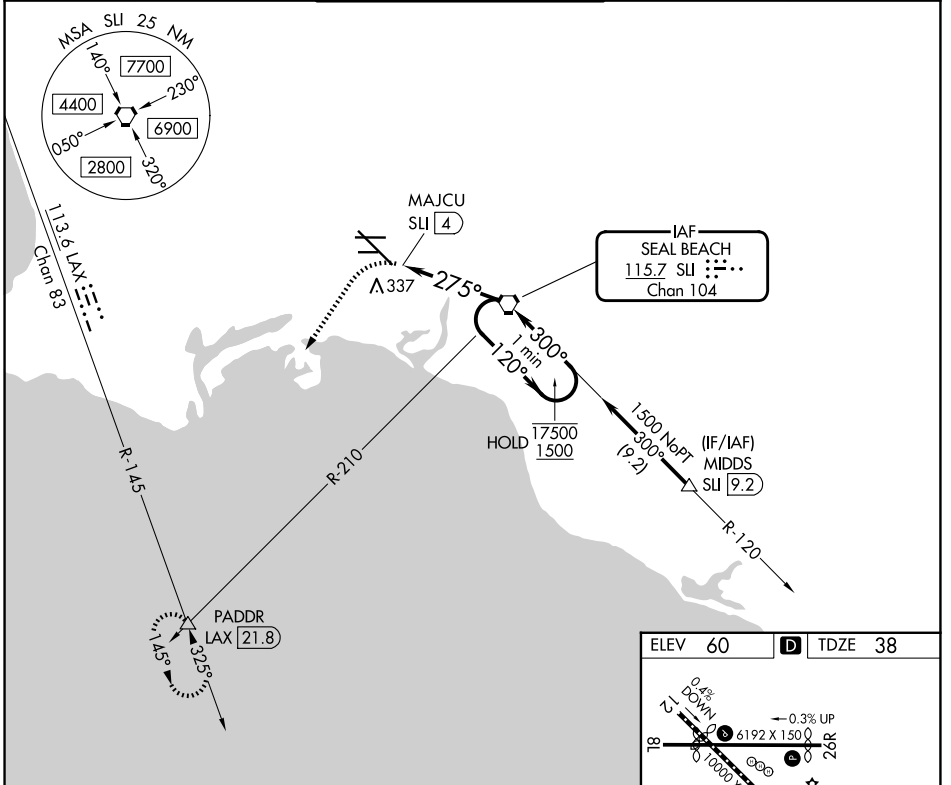 MSA SLI 25 NM
140°
7700
230°
4400
6900
050°
2800
320°
113.6 LAX
Chan 83
MAJCU
SLI 4
337
275°
IAF
SEAL BEACH
115.7 SLI
Chan 104
300°
1 min
120°
HOLD 17500
1500
1500 NoPT
300°
(9.2)
(IF/IAF)
MIDDS
SLI 9.2
R-120
R-145
R-210
PADDR
LAX 21.8
145°
325°
ELEV 60 D TDZE 38
0.4%
DOWN
12
0.3% UP
P
6192 X 150
8L
26R
P
10000 X
H H H